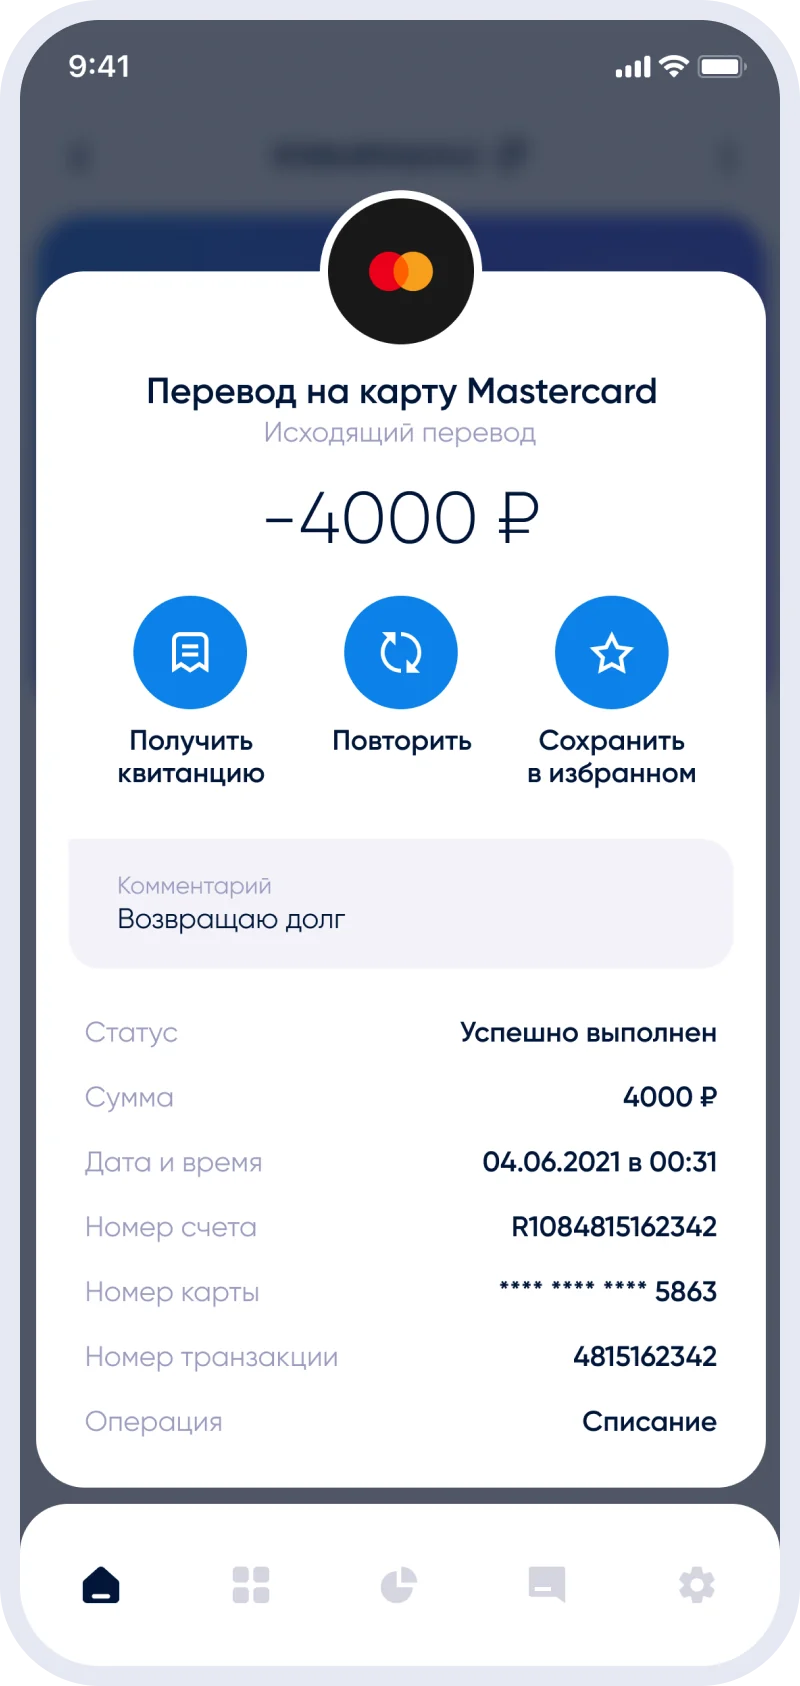 9:41
Перевод на карту Mastercard
Исходящий перевод
-4000 ₽
Получить
квитанцию
Повторить
Сохранить
в избранном
Комментарий
Возвращаю долг
Статус Успешно выполнен
Сумма 4000 ₽
Дата и время 04.06.2021 в 00:31
Номер счета R1084815162342
Номер карты **** **** **** 5863
Номер транзакции 4815162342
Операция Списание